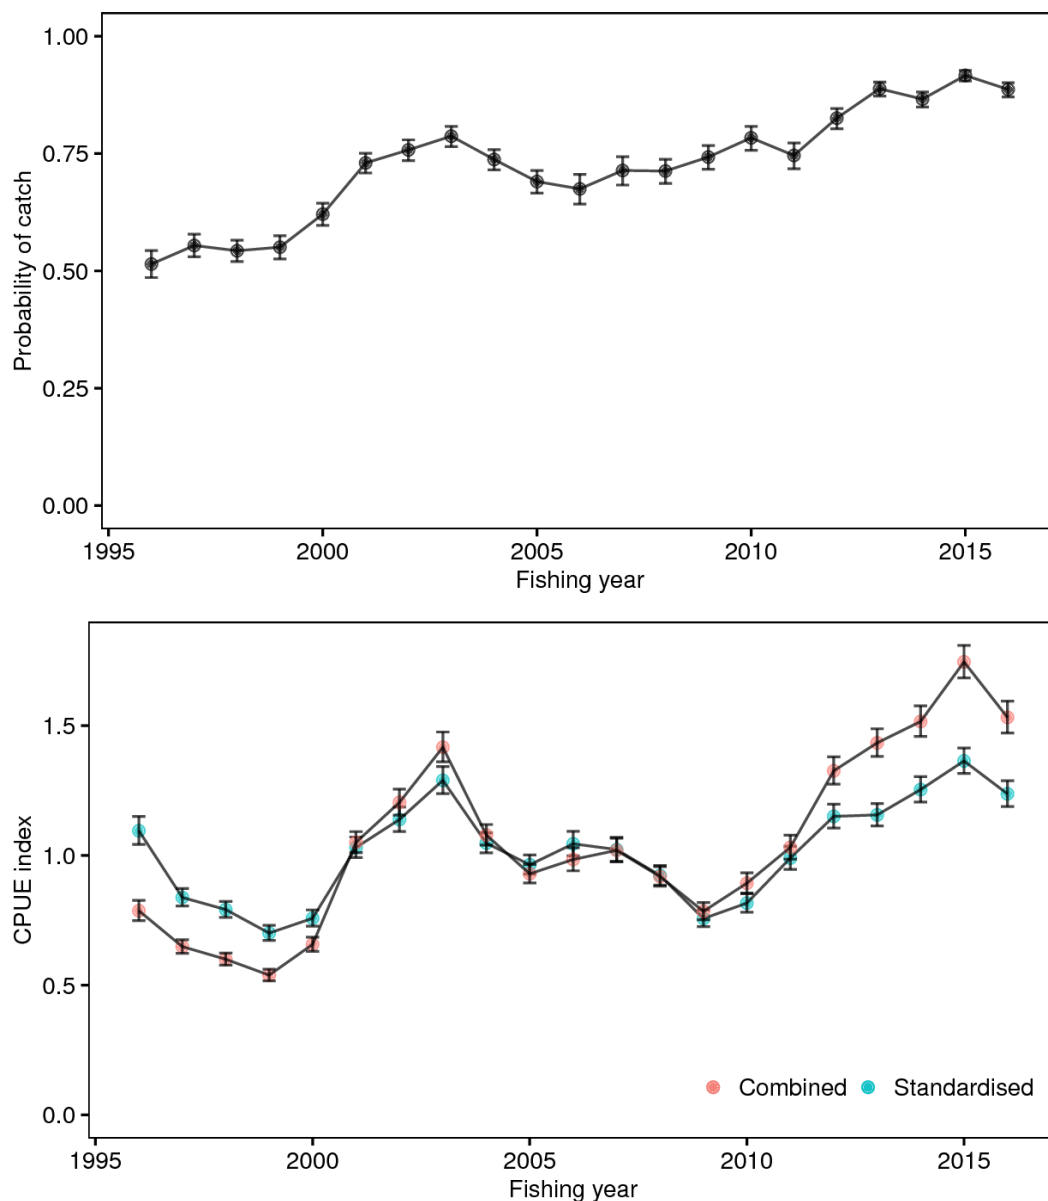 1.00
0.75
0.50
0.25
0.00
Probability of catch
1995 2000 2005 2010 2015
Fishing year
1.5
1.0
0.5
0.0
CPUE index
Combined Standardised
1995 2000 2005 2010 2015
Fishing year